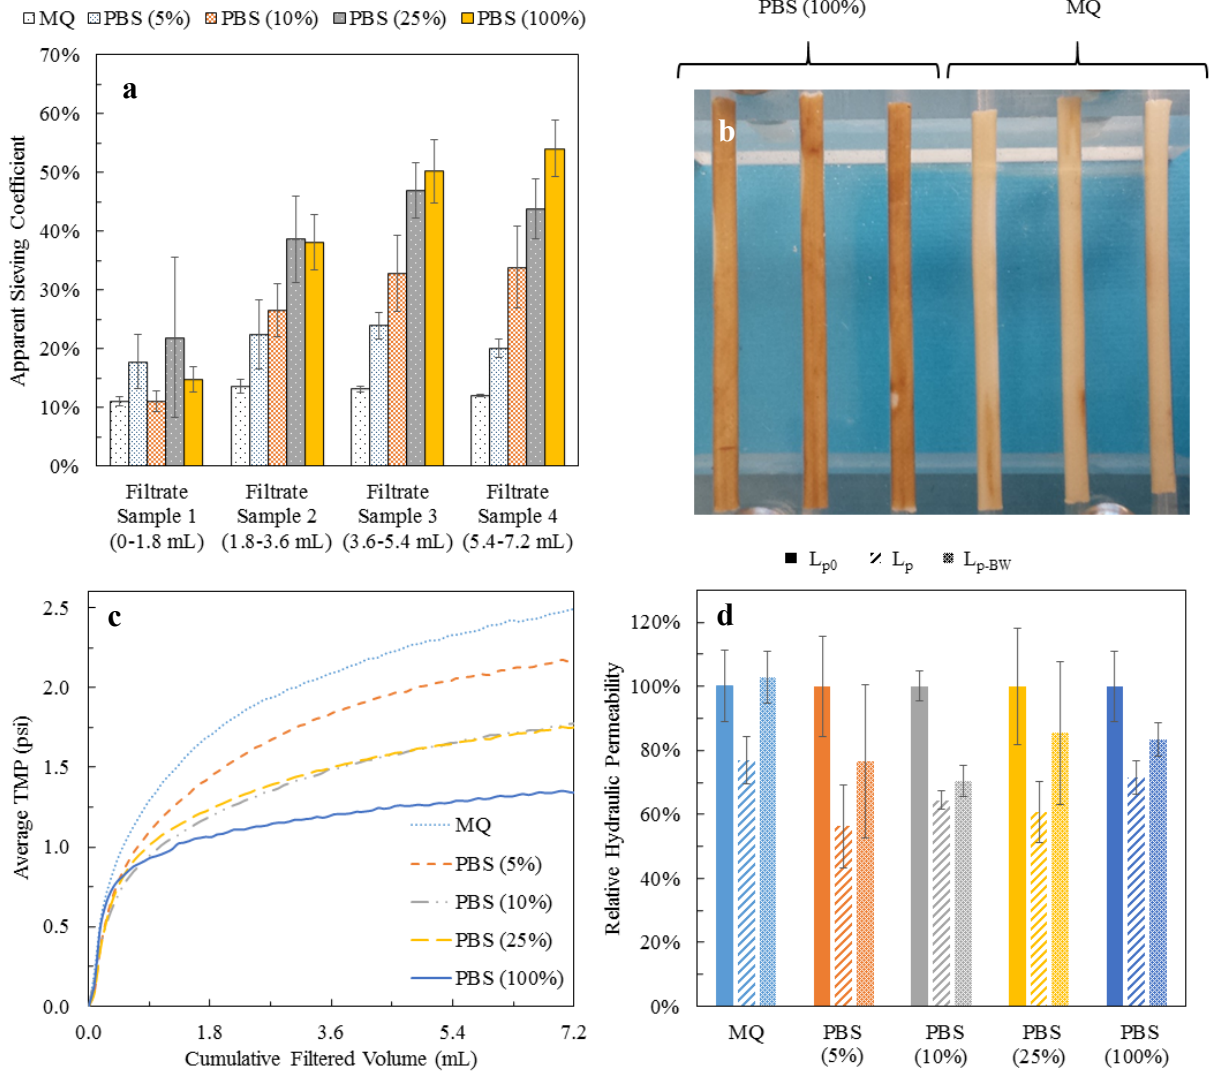 MQ PBS (5%) PBS (10%) PBS (25%) PBS (100%)
a
70%
60%
50%
40%
30%
20%
10%
0%
Apparent Sieving Coefficient
Filtrate
Sample 1
(0-1.8 mL)
Filtrate
Sample 2
(1.8-3.6 mL)
Filtrate
Sample 3
(3.6-5.4 mL)
Filtrate
Sample 4
(5.4-7.2 mL)
PBS (100%) MQ
b
c
2.5
2.0
1.5
1.0
0.5
0.0
Average TMP (psi)
MQ
PBS (5%)
PBS (10%)
PBS (25%)
PBS (100%)
0.0 1.8 3.6 5.4 7.2
Cumulative Filtered Volume (mL)
Lp0 Lp Lp-BW
d
120%
100%
80%
60%
40%
20%
0%
Relative Hydraulic Permeability
MQ
PBS
(5%)
PBS
(10%)
PBS
(25%)
PBS
(100%)